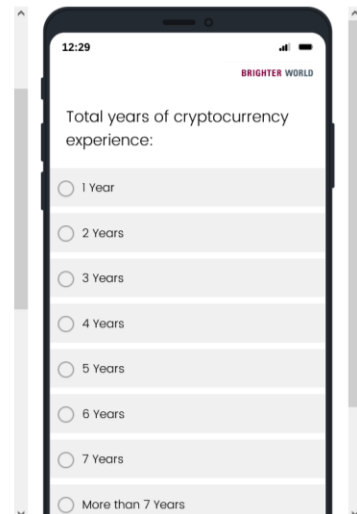 12:29
BRIGHTER WORLD
Total years of cryptocurrency
experience:
1 Year
2 Years
3 Years
4 Years
5 Years
6 Years
7 Years
More than 7 Years